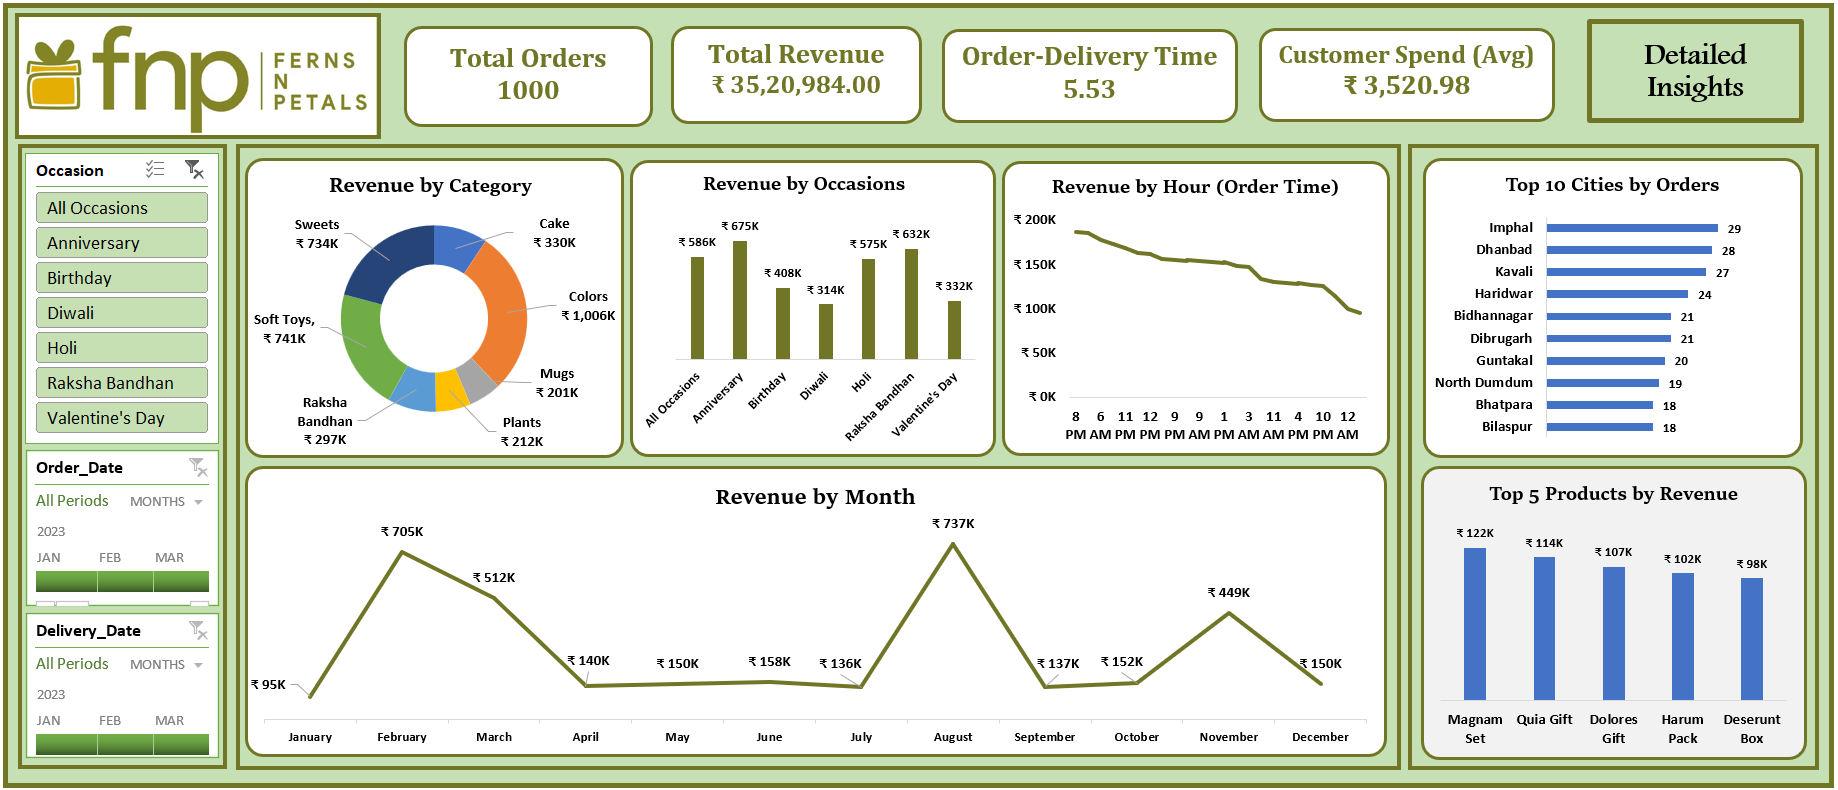 fnp
FERNS
N
PETALS
Total Orders
1000
Total Revenue
₹ 35,20,984.00
Order-Delivery Time
5.53
Customer Spend (Avg)
₹ 3,520.98
Detailed
Insights
Occasion
All Occasions
Anniversary
Birthday
Diwali
Holi
Raksha Bandhan
Valentine's Day
Order_Date
All Periods MONTHS
2023
JAN FEB MAR
Delivery_Date
All Periods MONTHS
2023
JAN FEB MAR
Revenue by Category
Sweets
₹ 734K
Cake
₹ 330K
Colors
₹ 1,006K
Soft Toys,
₹ 741K
Mugs
₹ 201K
Raksha
Bandhan
₹ 297K
Plants
₹ 212K
Revenue by Occasions
₹ 586K
₹ 675K
₹ 408K
₹ 314K
₹ 575K
₹ 632K
₹ 332K
All Occasions
Anniversary
Birthday
Diwali
Holi
Raksha Bandhan
Valentine's Day
Revenue by Hour (Order Time)
₹ 200K
₹ 150K
₹ 100K
₹ 50K
₹ 0K
8 6 11 12 9 9 1 3 11 4 10 12
PM AM PM PM AM PM PM AM AM PM PM AM
Revenue by Month
₹ 95K
₹ 705K
₹ 512K
₹ 140K
₹ 150K
₹ 158K
₹ 136K
₹ 737K
₹ 137K
₹ 152K
₹ 449K
₹ 150K
January February March April May June July August September October November December
Top 10 Cities by Orders
Imphal 29
Dhanbad 28
Kavali 27
Haridwar 24
Bidhannagar 21
Dibrugarh 21
Guntakal 20
North Dumdum 19
Bhatpara 18
Bilaspur 18
Top 5 Products by Revenue
₹ 122K
₹ 114K
₹ 107K
₹ 102K
₹ 98K
Magnam
Set
Quia Gift
Dolores
Gift
Harum
Pack
Deserunt
Box